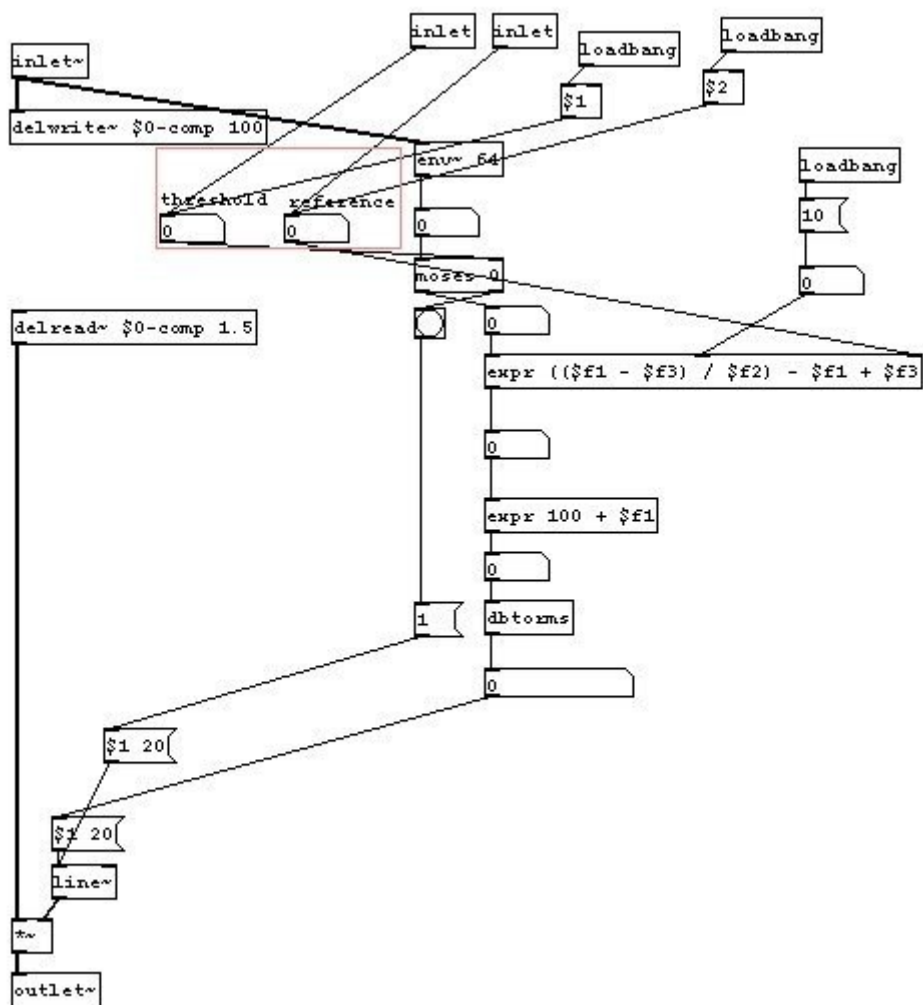 inlet
inlet
loadbang
loadbang
inlet~
$1
$2
delwrite~ $0-comp 100
env~ 64
loadbang
threshold
reference
10
0
0
0
moses 0
0
delread~ $0-comp 1.5
0
expr (($f1 - $f3) / $f2) - $f1 + $f3
0
expr 100 + $f1
0
1
dbtorms
0
$1 20
$1 20
line~
*~
outlet~